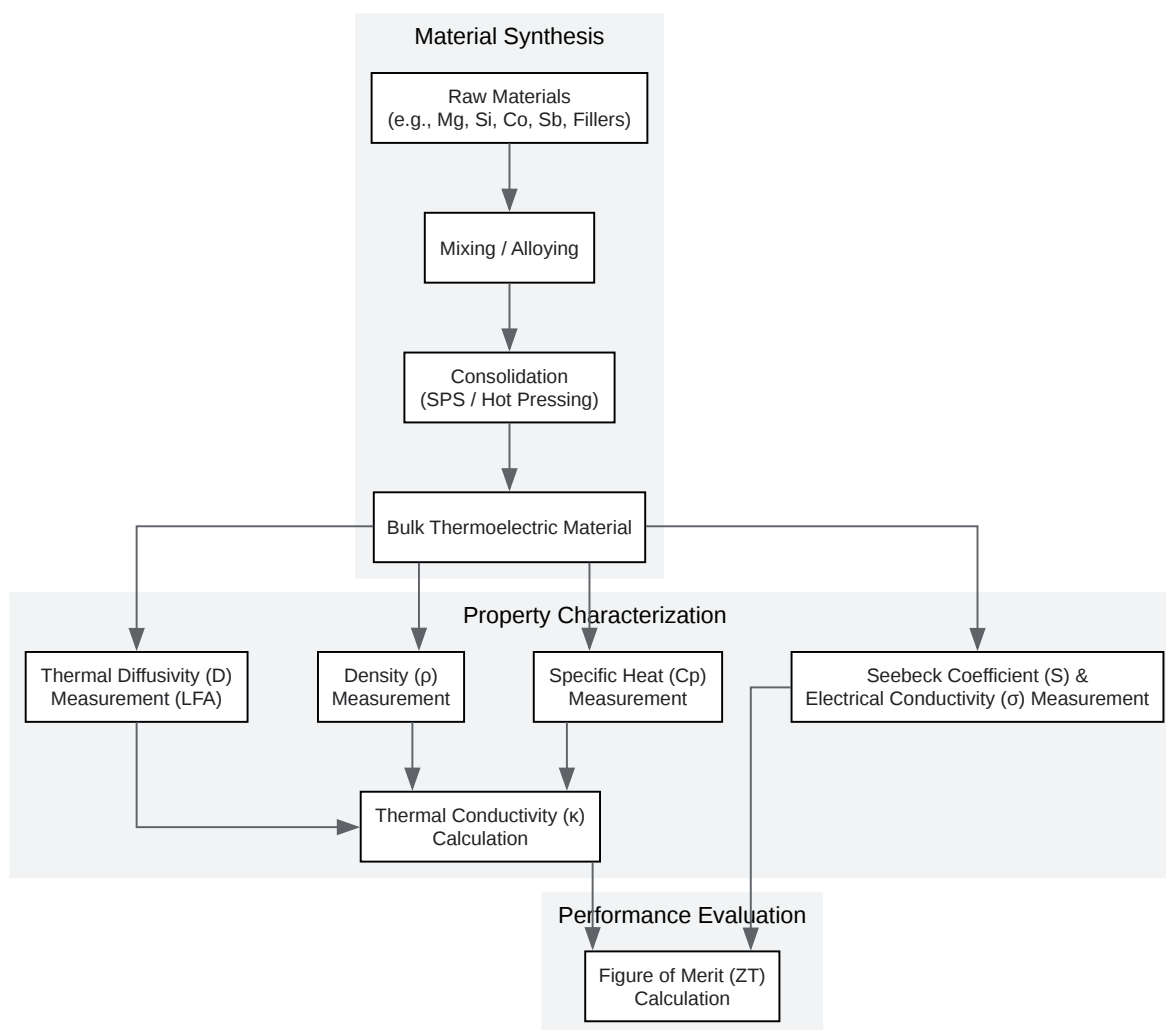 Material Synthesis
Raw Materials
(e.g., Mg, Si, Co, Sb, Fillers)
Mixing / Alloying
Consolidation
(SPS / Hot Pressing)
Bulk Thermoelectric Material
Property Characterization
Thermal Diffusivity (D)
Measurement (LFA)
Density (ρ)
Measurement
Specific Heat (Cp)
Measurement
Seebeck Coefficient (S) &
Electrical Conductivity (σ) Measurement
Thermal Conductivity (κ)
Calculation
Performance Evaluation
Figure of Merit (ZT)
Calculation